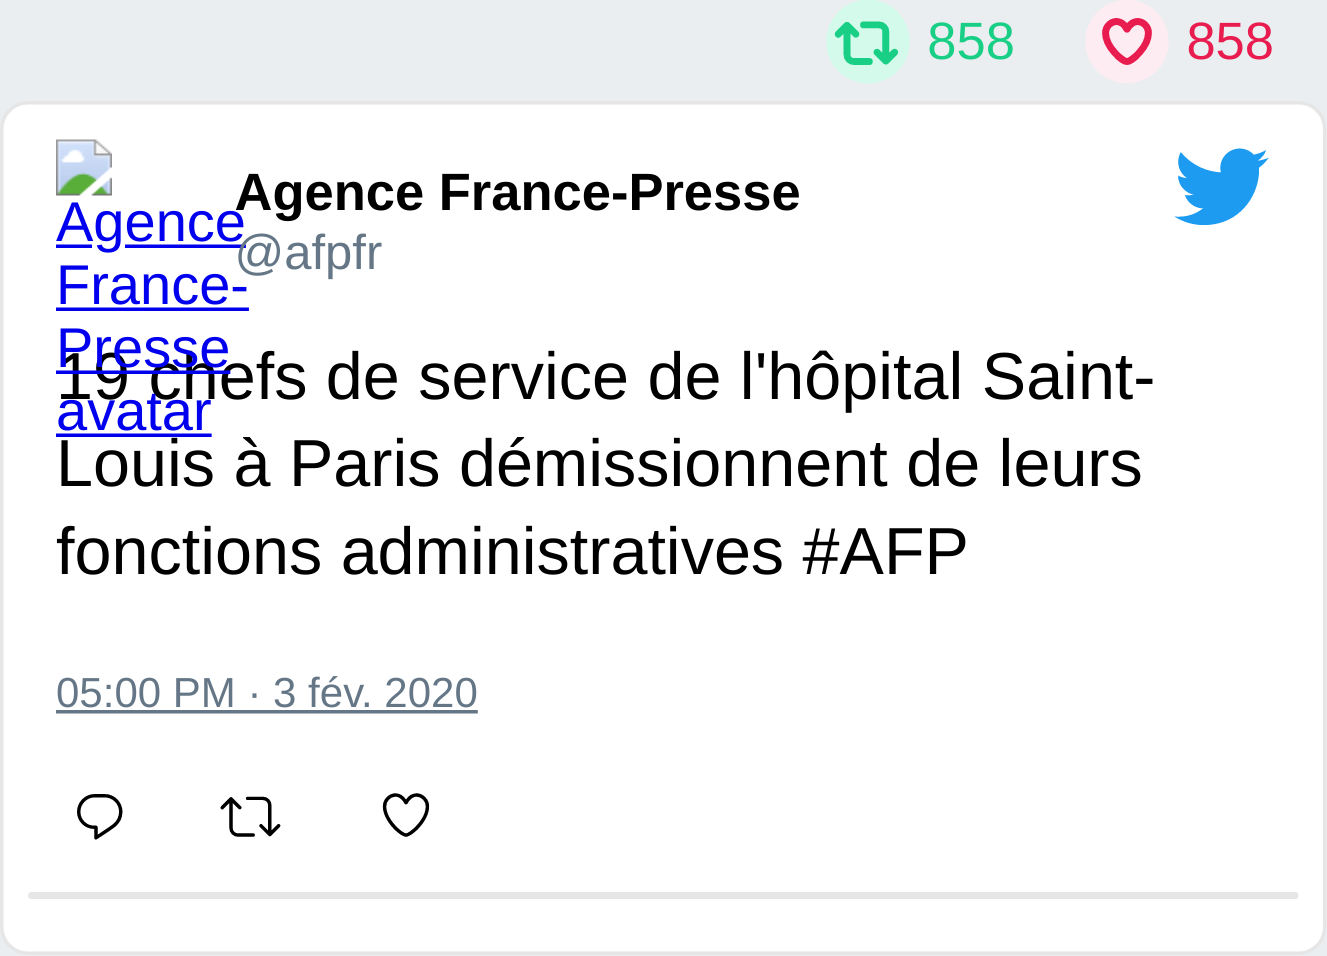 858 858
Agence France-Presse
@afpfr
Agence
France-
Presse
avatar
19 chefs de service de l'hôpital Saint-
Louis à Paris démissionnent de leurs
fonctions administratives #AFP
05:00 PM · 3 fév. 2020